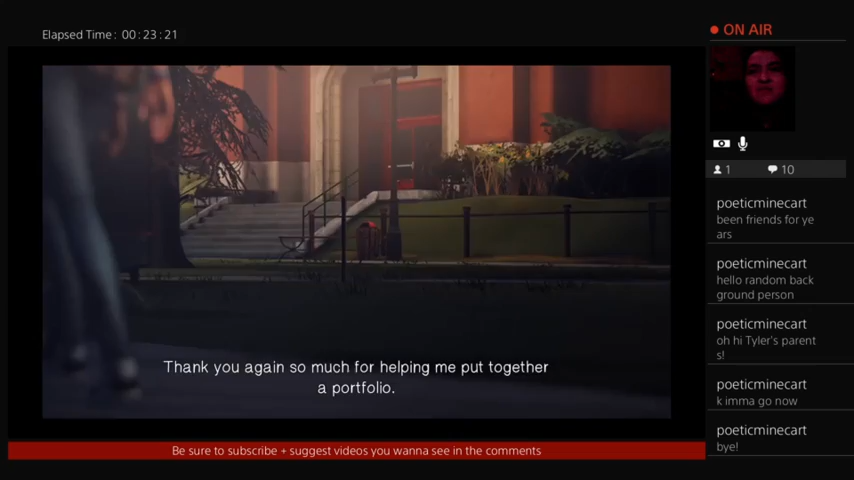 Elapsed Time: 00:23:21
ON AIR
1
10
poeticminecart
been friends for ye
ars
poeticminecart
hello random back
ground person
poeticminecart
oh hi Tyler's parent
s!
poeticminecart
k imma go now
poeticminecart
bye!
Thank you again so much for helping me put together
a portfolio.
Be sure to subscribe + suggest videos you wanna see in the comments